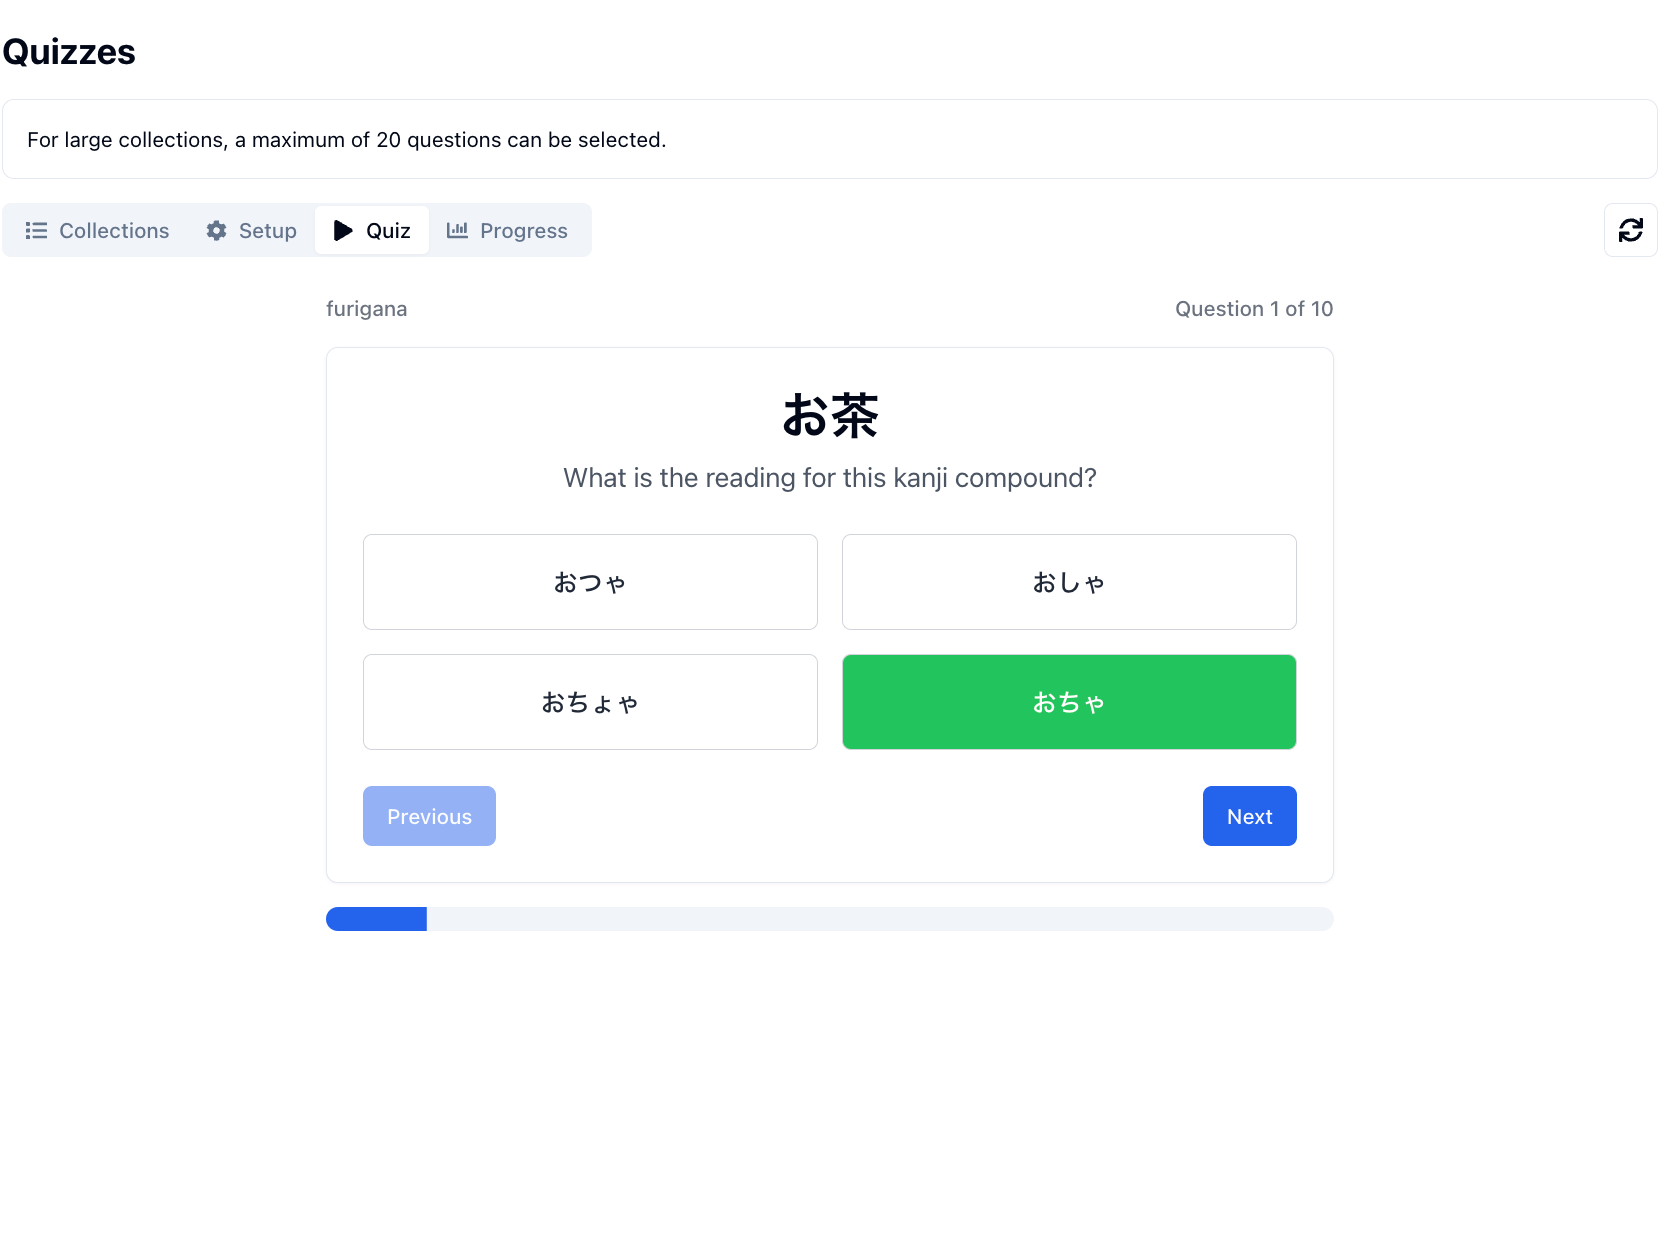 Quizzes
For large collections, a maximum of 20 questions can be selected.
Collections Setup Quiz Progress
furigana Question 1 of 10
お茶
What is the reading for this kanji compound?
おつゃ おしゃ
おちょゃ おちゃ
Previous Next